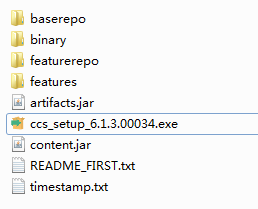 baserepo
binary
featurerepo
features
artifacts.jar
ccs_setup_6.1.3.00034.exe
content.jar
README_FIRST.txt
timestamp.txt